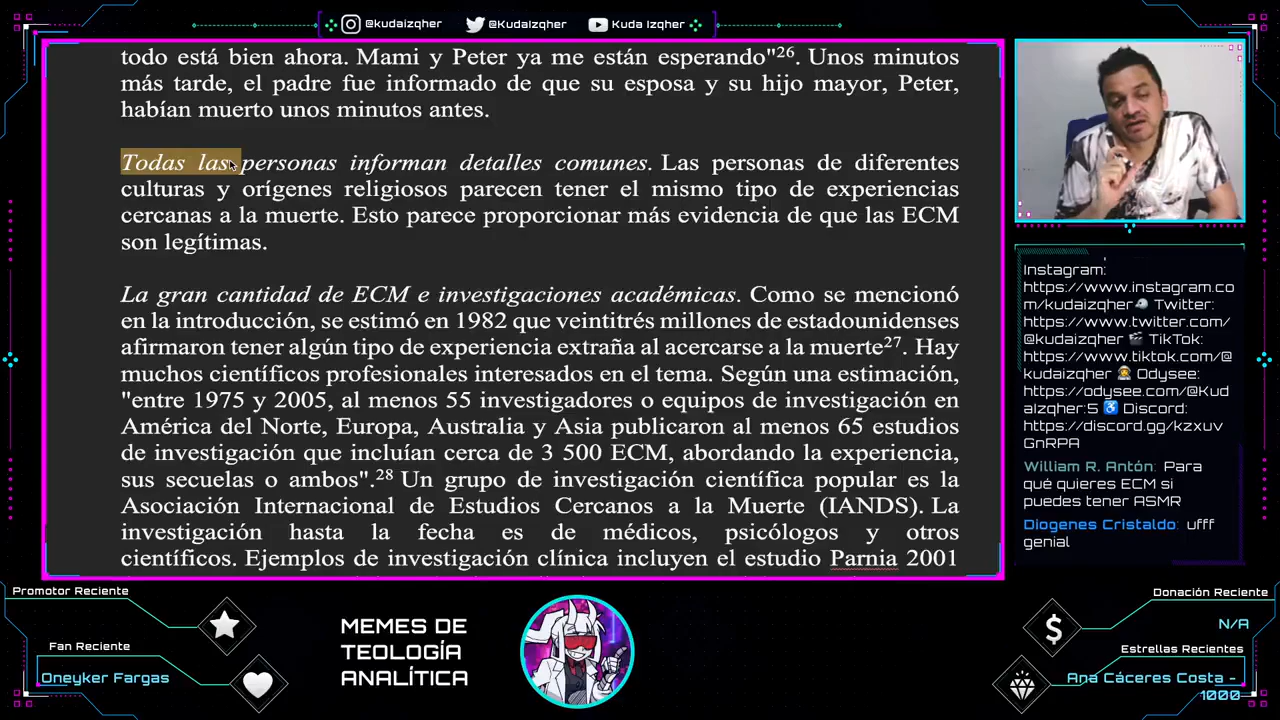 @kudaizqher
@Kudaizqher
Kuda Izqher
todo está bien ahora. Mami y Peter ya me están esperando"26. Unos minutos
más tarde, el padre fue informado de que su esposa y su hijo mayor, Peter,
habían muerto unos minutos antes.
Todas las personas informan detalles comunes. Las personas de diferentes
culturas y orígenes religiosos parecen tener el mismo tipo de experiencias
cercanas a la muerte. Esto parece proporcionar más evidencia de que las ECM
son legítimas.
La gran cantidad de ECM e investigaciones académicas. Como se mencionó
en la introducción, se estimó en 1982 que veintitrés millones de estadounidenses
afirmaron tener algún tipo de experiencia extraña al acercarse a la muerte27. Hay
muchos científicos profesionales interesados en el tema. Según una estimación,
"entre 1975 y 2005, al menos 55 investigadores o equipos de investigación en
América del Norte, Europa, Australia y Asia publicaron al menos 65 estudios
de investigación que incluían cerca de 3 500 ECM, abordando la experiencia,
sus secuelas o ambos".28 Un grupo de investigación científica popular es la
Asociación Internacional de Estudios Cercanos a la Muerte (IANDS). La
investigación hasta la fecha es de médicos, psicólogos y otros
científicos. Ejemplos de investigación clínica incluyen el estudio Parnia 2001
Instagram:
https://www.instagram.co
m/kudaizqher Twitter:
https://www.twitter.com/
@kudaizqher TikTok:
https://www.tiktok.com/@
kudaizqher Odysee:
https://odysee.com/@Kud
aIzqher:5 Discord:
https://discord.gg/kzxuv
GnRPA
William R. Antón: Para
qué quieres ECM si
puedes tener ASMR
Diogenes Cristaldo: ufff
genial
Promotor Reciente
Fan Reciente
Oneyker Fargas
MEMES DE
TEOLOGÍA
ANALÍTICA
Donación Reciente
$
N/A
Estrellas Recientes
Ana Cáceres Costa -
1000